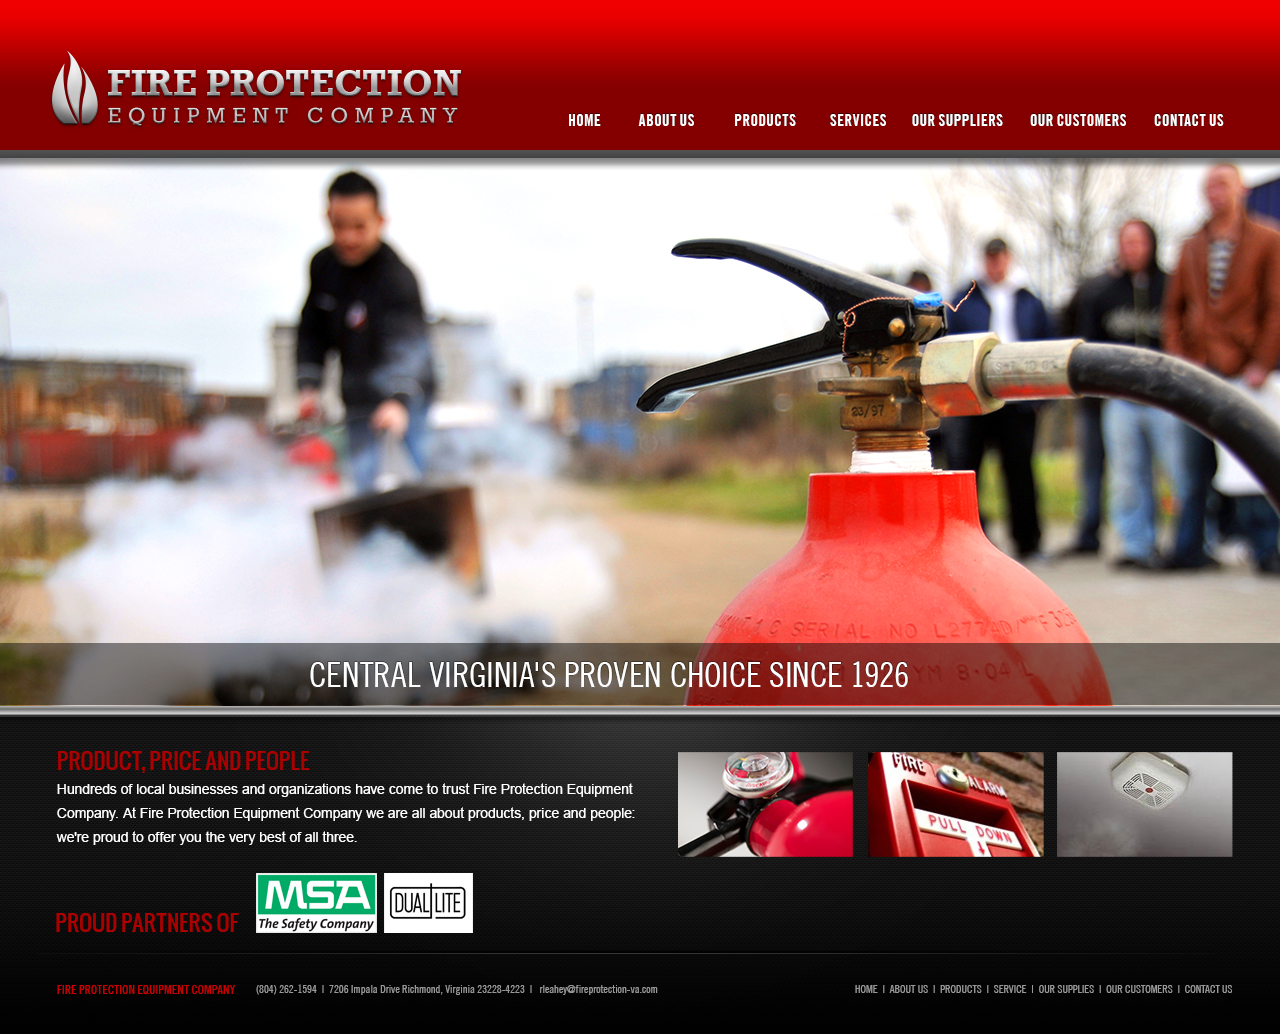 FIRE PROTECTION
EQUIPMENT COMPANY
HOME ABOUT US PRODUCTS SERVICES OUR SUPPLIERS OUR CUSTOMERS CONTACT US
23/97
SERIAL NO L277
8-04 L
CENTRAL VIRGINIA'S PROVEN CHOICE SINCE 1926
PRODUCT, PRICE AND PEOPLE
Hundreds of local businesses and organizations have come to trust Fire Protection Equipment
Company. At Fire Protection Equipment Company we are all about products, price and people:
we're proud to offer you the very best of all three.
FIRE
ALARM
PULL DOWN
PROUD PARTNERS OF
MSA
The Safety Company
DUAL LITE
FIRE PROTECTION EQUIPMENT COMPANY (804) 262-1594 | 7206 Impala Drive Richmond, Virginia 23228-4223 | rleahey@fireprotection-va.com
HOME | ABOUT US | PRODUCTS | SERVICE | OUR SUPPLIES | OUR CUSTOMERS | CONTACT US